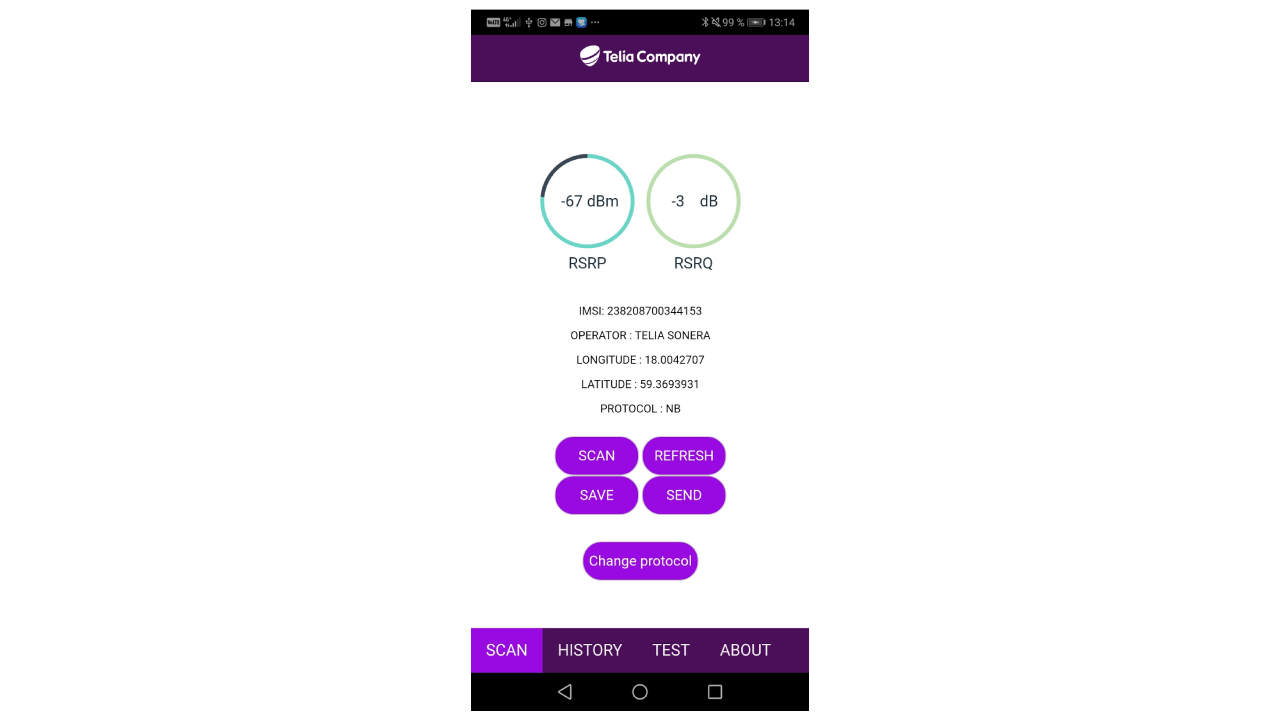 99 % 13:14
Telia Company
-67 dBm -3 dB
RSRP RSRQ
IMSI: 238208700344153
OPERATOR : TELIA SONERA
LONGITUDE : 18.0042707
LATITUDE : 59.3693931
PROTOCOL : NB
SCAN REFRESH
SAVE SEND
Change protocol
SCAN HISTORY TEST ABOUT